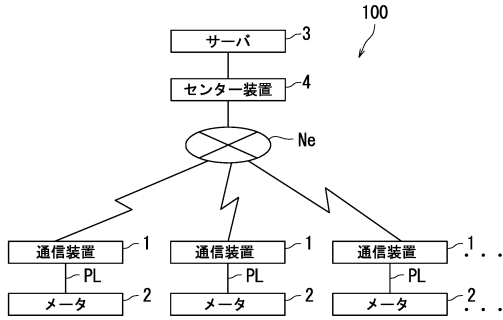 100
サーバ 3
センター装置 4
Ne
通信装置 1 通信装置 1 通信装置 1 ・・・
PL PL PL
メータ 2 メータ 2 メータ 2 ・・・